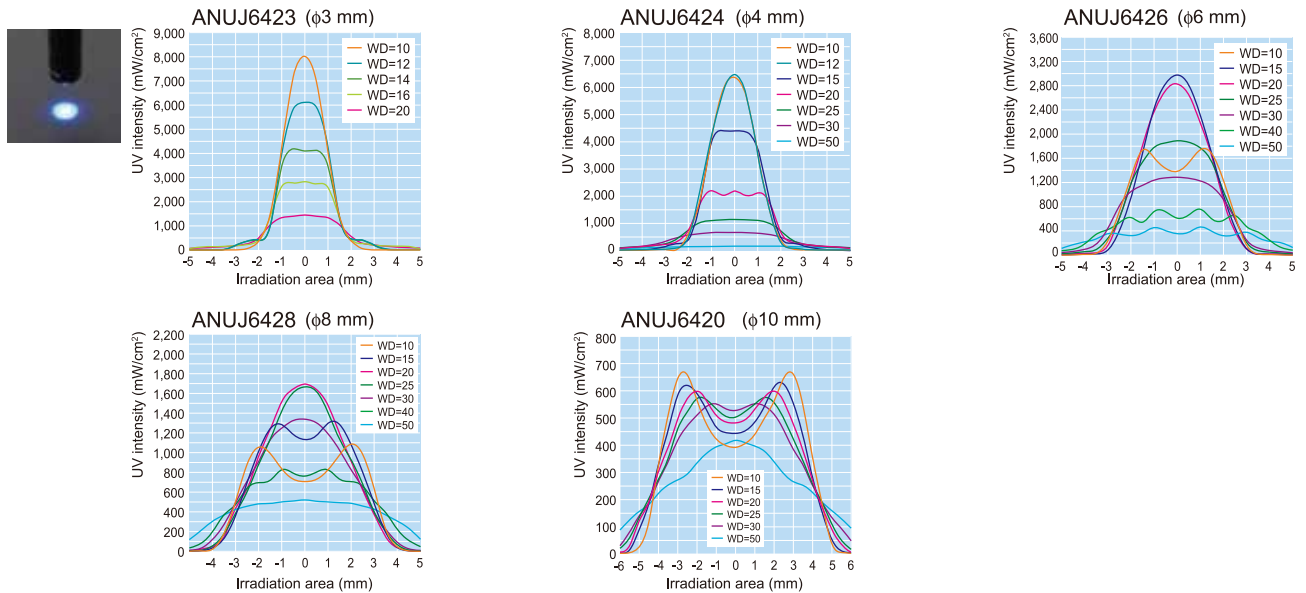 ANUJ6423 (ϕ3 mm)
UV intensity (mW/cm²)
9,000
8,000
7,000
6,000
5,000
4,000
3,000
2,000
1,000
0
-5 -4 -3 -2 -1 0 1 2 3 4 5
Irradiation area (mm)
WD=10
WD=12
WD=14
WD=16
WD=20
ANUJ6424 (ϕ4 mm)
UV intensity (mW/cm²)
8,000
7,000
6,000
5,000
4,000
3,000
2,000
1,000
0
-5 -4 -3 -2 -1 0 1 2 3 4 5
Irradiation area (mm)
WD=10
WD=12
WD=15
WD=20
WD=25
WD=30
WD=50
ANUJ6426 (ϕ6 mm)
UV intensity (mW/cm²)
3,600
3,200
2,800
2,400
2,000
1,600
1,200
800
400
0
-5 -4 -3 -2 -1 0 1 2 3 4 5
Irradiation area (mm)
WD=10
WD=15
WD=20
WD=25
WD=30
WD=40
WD=50
ANUJ6428 (ϕ8 mm)
UV intensity (mW/cm²)
2,200
2,000
1,800
1,600
1,400
1,200
1,000
800
600
400
200
0
-5 -4 -3 -2 -1 0 1 2 3 4 5
Irradiation area (mm)
WD=10
WD=15
WD=20
WD=25
WD=30
WD=40
WD=50
ANUJ6420 (ϕ10 mm)
UV intensity (mW/cm²)
800
700
600
500
400
300
200
100
0
-6 -5 -4 -3 -2 -1 0 1 2 3 4 5 6
Irradiation area (mm)
WD=10
WD=15
WD=20
WD=25
WD=30
WD=50